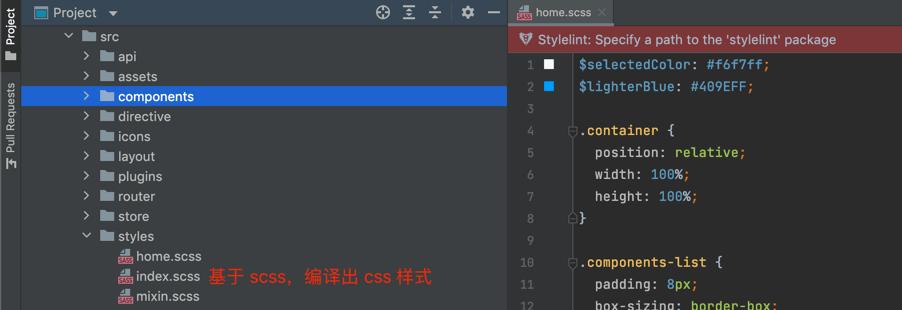 Project
Pull Requests
Project
src
api
assets
components
directive
icons
layout
plugins
router
store
styles
home.scss
index.scss 基于 scss，编译出 css 样式
mixin.scss
home.scss
Stylelint: Specify a path to the 'stylelint' package
1 $selectedColor: #f6f7ff;
2 $lighterBlue: #409EFF;
3
4 .container {
5 position: relative;
6 width: 100%;
7 height: 100%;
8 }
9
10 .components-list {
11 padding: 8px;
12 box-sizing: border-box;